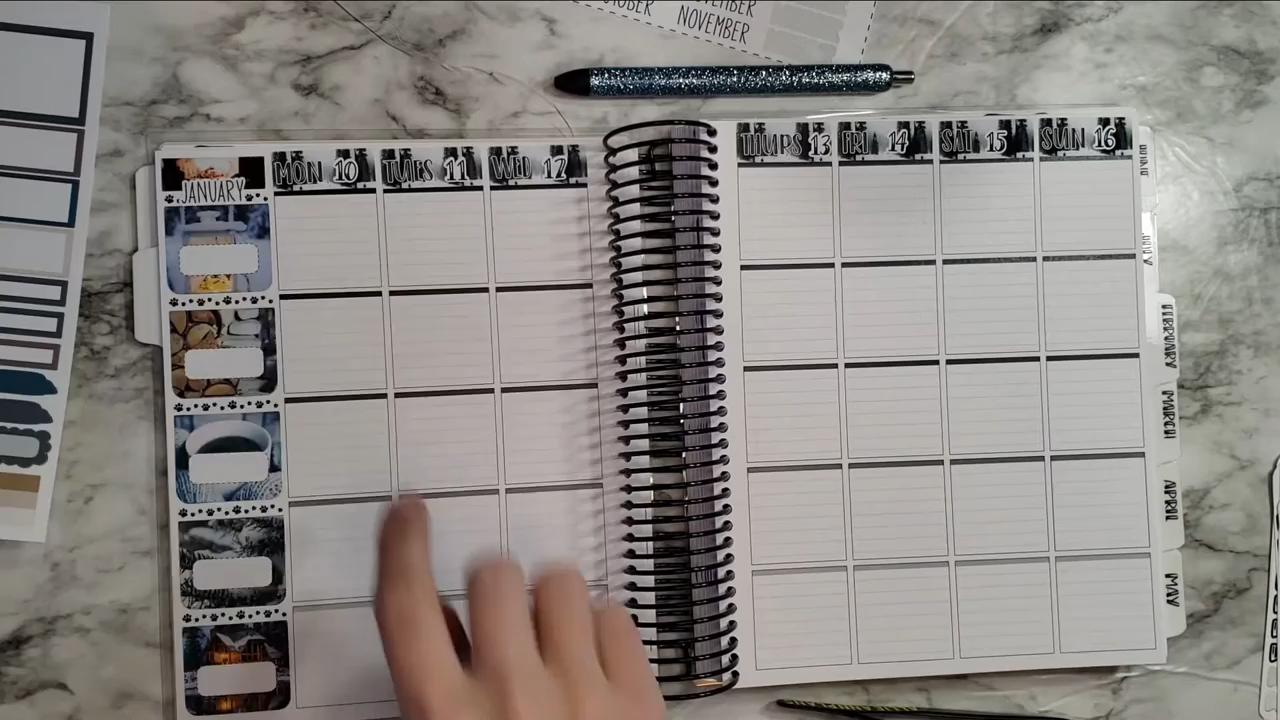 NOVEMBER
NOVEMBER
JANUARY
MON 10
TUES 11
WED 12
THURS 13
FRI 14
SAT 15
SUN 16
FEBRUARY
MARCH
APRIL
MAY